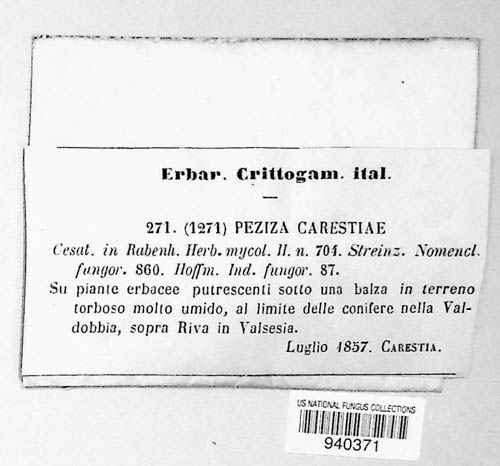 Erbar. Crittogam. ital.
271. (1271) PEZIZA CARESTIAE
Cesat. in Rabenh. Herb. mycol. II. n. 701. Streinz. Nomencl.
fungor. 860. Hoffm. Ind. fungor. 87.
Su piante erbacee putrescenti sotto una balza in terreno
torboso molto umido, al limite delle conifere nella Val-
dobbia, sopra Riva in Valsesia.
Luglio 1857. CARESTIA.
US NATIONAL FUNGUS COLLECTIONS
940371